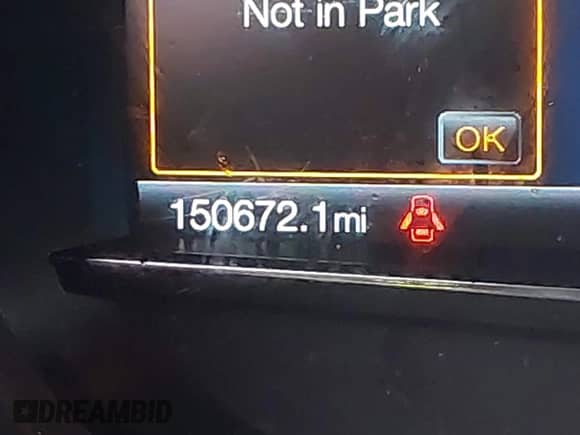 Not in Park
OK
150672.1mi
DREAMBID